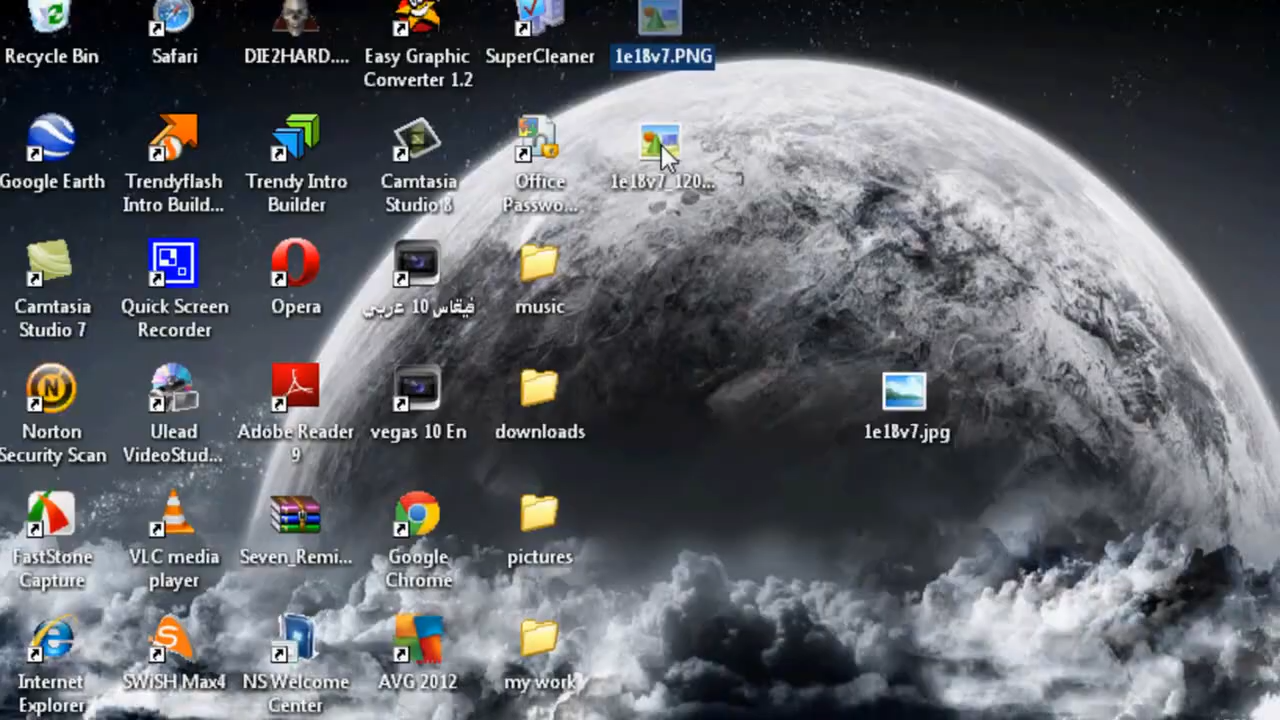 Recycle Bin
Safari
DIE2HARD....
Easy Graphic
Converter 1.2
SuperCleaner
1e18v7.PNG
Google Earth
Trendyflash
Intro Build...
Trendy Intro
Builder
Camtasia
Studio 8
Office
Passwo...
1e18v7_120...
Camtasia
Studio 7
Quick Screen
Recorder
Opera
فيقاس 10 عربي
music
1e18v7.jpg
Norton
Security Scan
Ulead
VideoStud...
Adobe Reader
9
vegas 10 En
downloads
FastStone
Capture
VLC media
player
Seven_Remi...
Google
Chrome
pictures
Internet
Explorer
SWiSH Max4
NS Welcome
Center
AVG 2012
my work